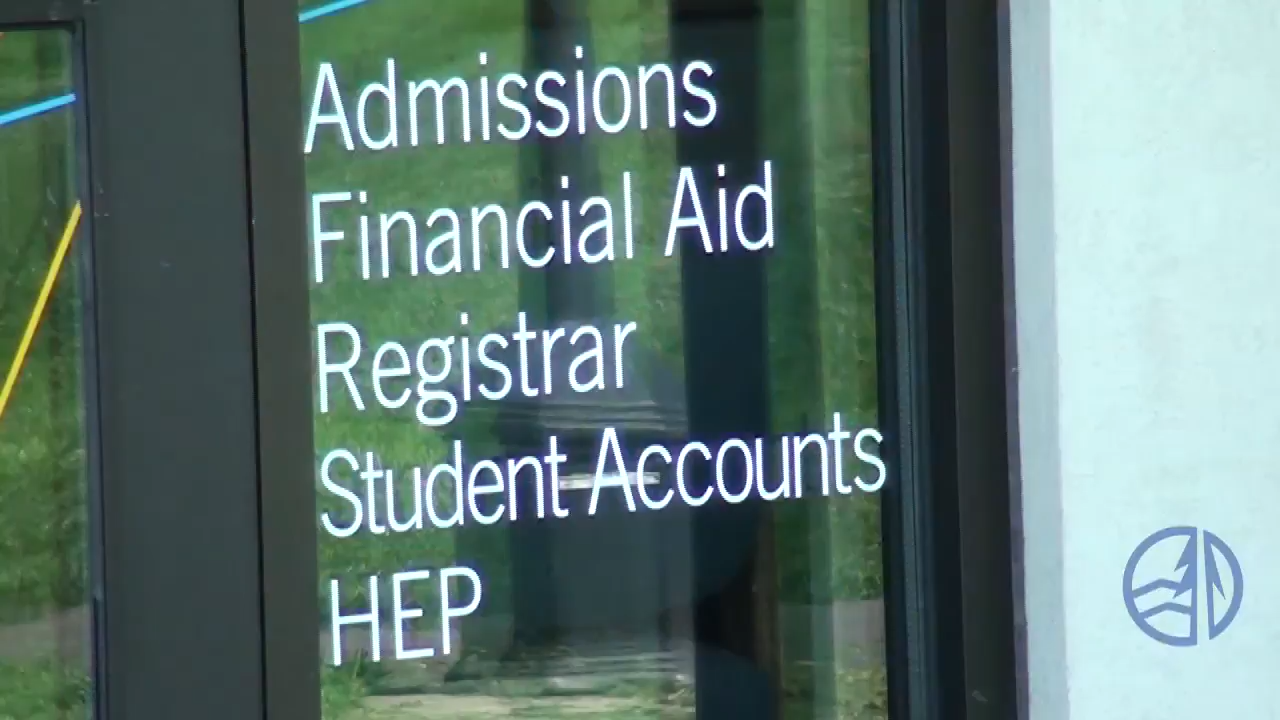 Admissions
Financial Aid
Registrar
Student Accounts
HEP